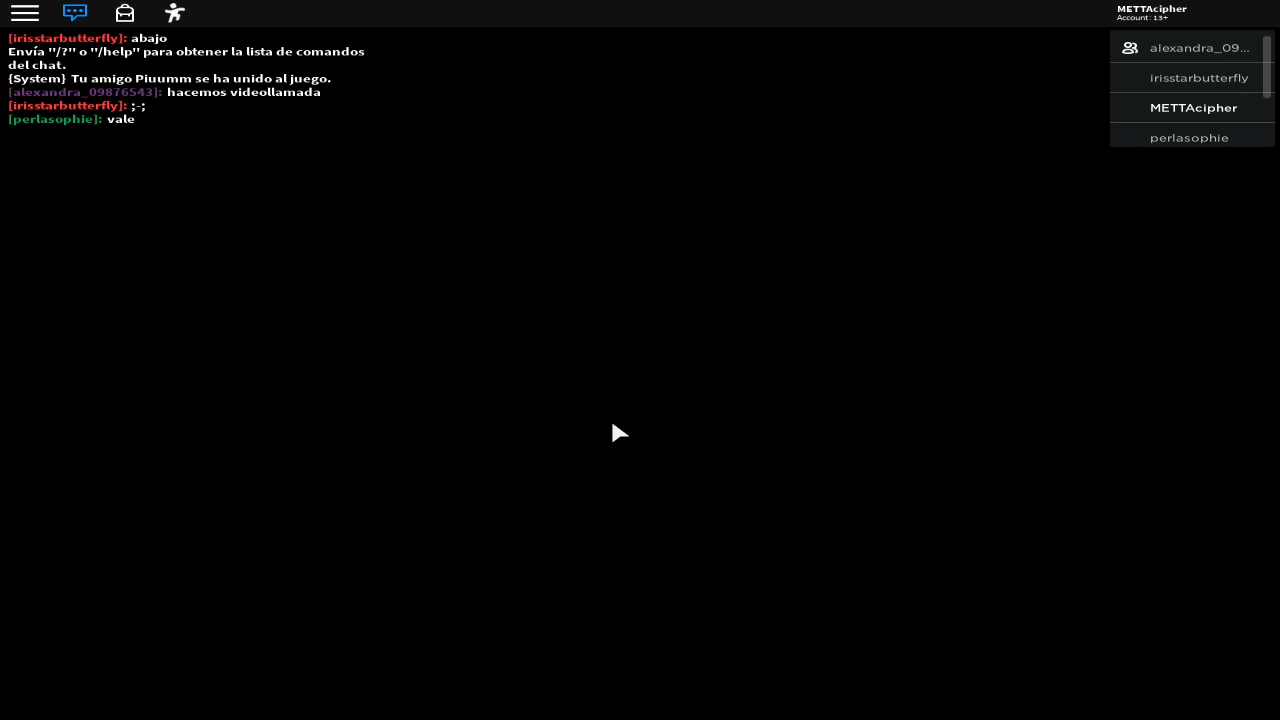 METTAcipher
Account: 13+
[irisstarbutterfly]: abajo
Envía "/?" o "/help" para obtener la lista de comandos
del chat.
{System} Tu amigo Piuumm se ha unido al juego.
[alexandra_09876543]: hacemos videollamada
[irisstarbutterfly]: ;-;
[perlasophie]: vale
alexandra_09...
irisstarbutterfly
METTAcipher
perlasophie